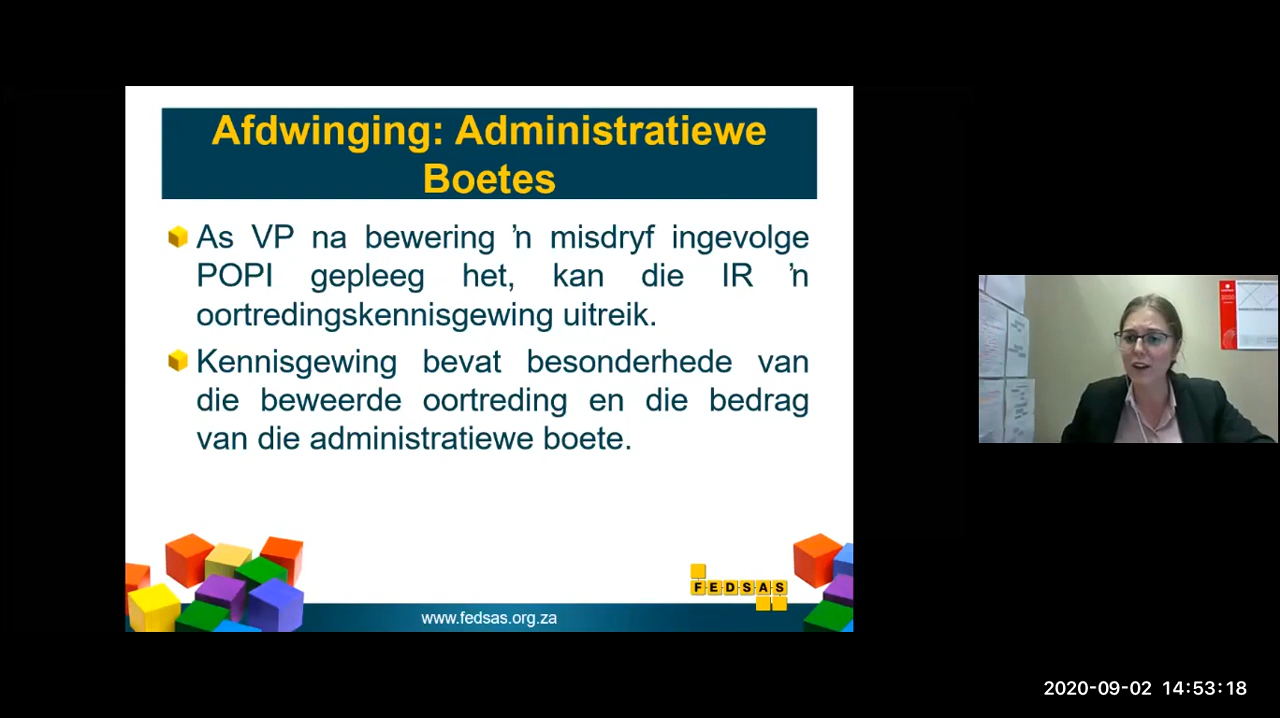 Afdwinging: Administratiewe
Boetes
As VP na bewering ŉ misdryf ingevolge
POPI gepleeg het, kan die IR ŉ
oortredingskennisgewing uitreik.
Kennisgewing bevat besonderhede van
die beweerde oortreding en die bedrag
van die administratiewe boete.
FEDSAS
www.fedsas.org.za
2020-09-02 14:53:18